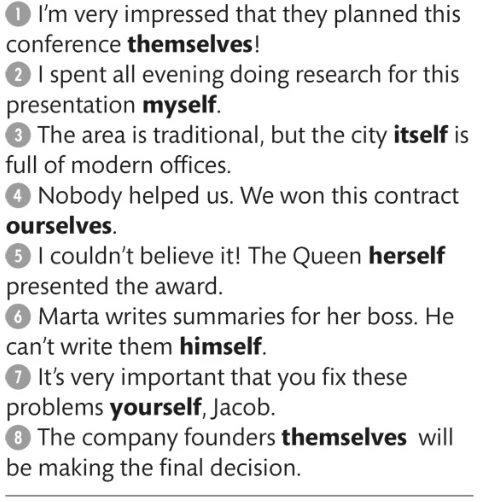 1 I'm very impressed that they planned this
conference themselves!
2 I spent all evening doing research for this
presentation myself.
3 The area is traditional, but the city itself is
full of modern offices.
4 Nobody helped us. We won this contract
ourselves.
5 I couldn't believe it! The Queen herself
presented the award.
6 Marta writes summaries for her boss. He
can't write them himself.
7 It's very important that you fix these
problems yourself, Jacob.
8 The company founders themselves will
be making the final decision.